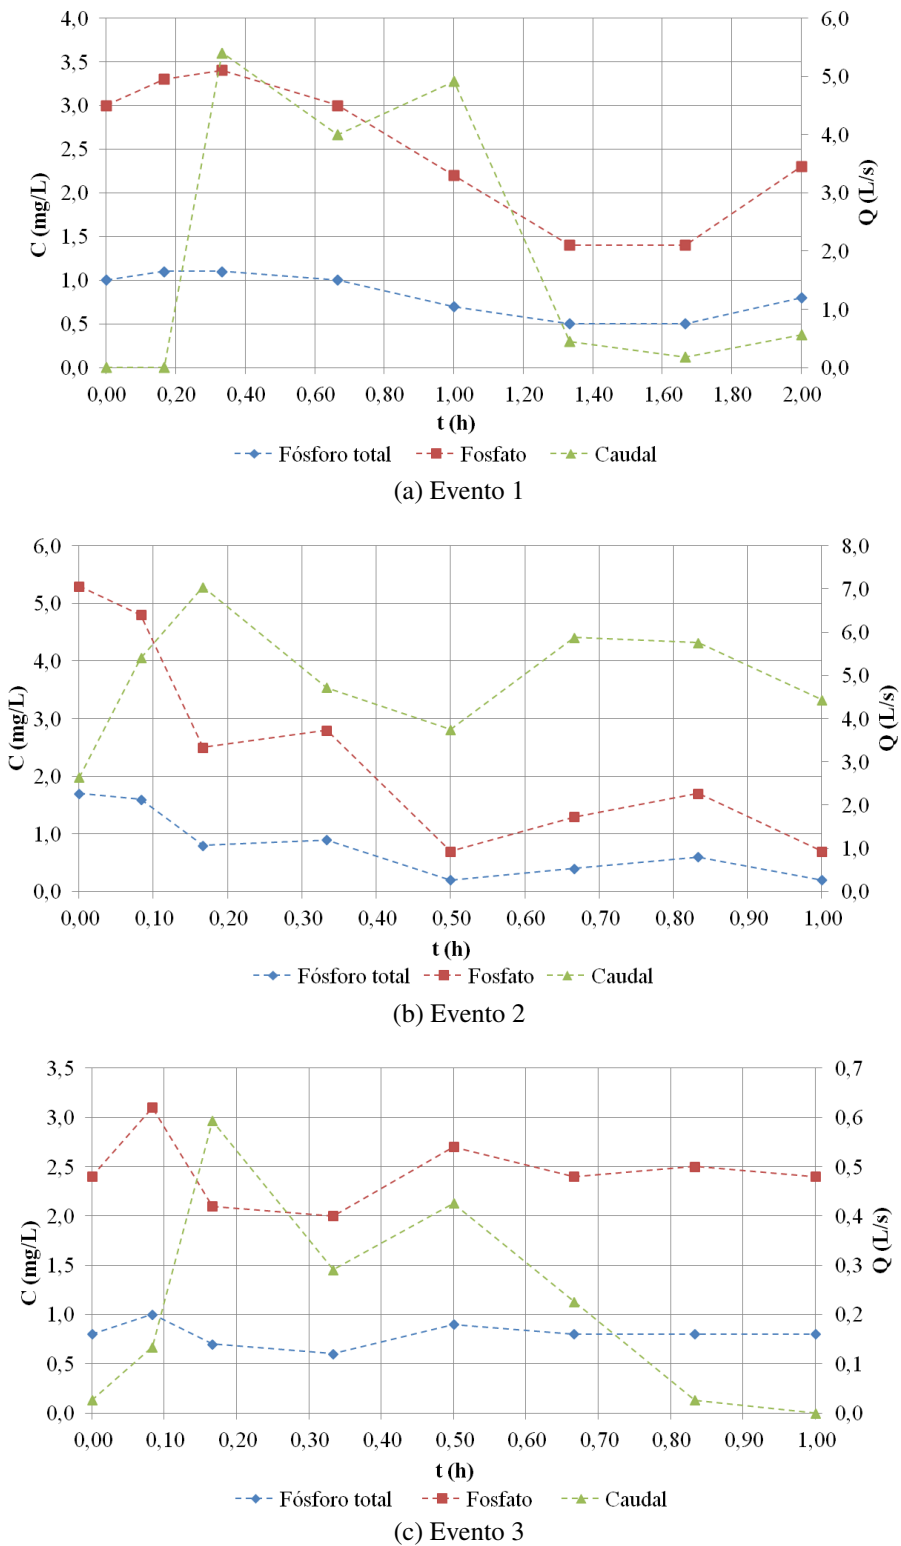 4,0
3,5
3,0
2,5
2,0
1,5
1,0
0,5
0,0
C (mg/L)
6,0
5,0
4,0
3,0
2,0
1,0
0,0
Q (L/s)
0,00 0,20 0,40 0,60 0,80 1,00 1,20 1,40 1,60 1,80 2,00
t (h)
Fósforo total Fosfato Caudal
(a) Evento 1
6,0
5,0
4,0
3,0
2,0
1,0
0,0
C (mg/L)
8,0
7,0
6,0
5,0
4,0
3,0
2,0
1,0
0,0
Q (L/s)
0,00 0,10 0,20 0,30 0,40 0,50 0,60 0,70 0,80 0,90 1,00
t (h)
Fósforo total Fosfato Caudal
(b) Evento 2
3,5
3,0
2,5
2,0
1,5
1,0
0,5
0,0
C (mg/L)
0,7
0,6
0,5
0,4
0,3
0,2
0,1
0,0
Q (L/s)
0,00 0,10 0,20 0,30 0,40 0,50 0,60 0,70 0,80 0,90 1,00
t (h)
Fósforo total Fosfato Caudal
(c) Evento 3